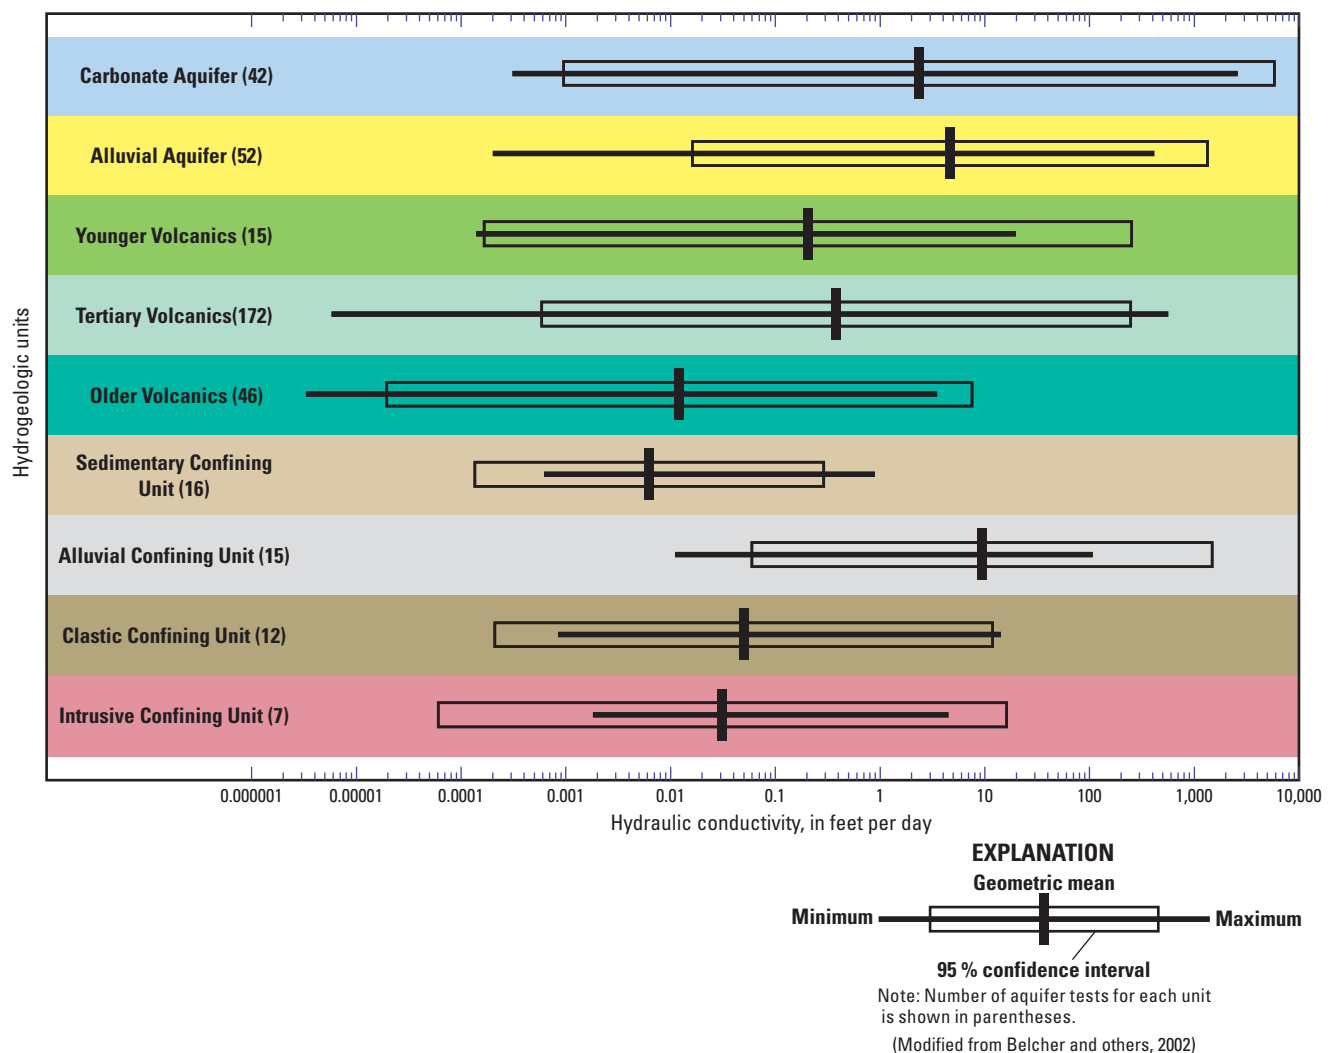 Hydrogeologic units
Carbonate Aquifer (42)
Alluvial Aquifer (52)
Younger Volcanics (15)
Tertiary Volcanics(172)
Older Volcanics (46)
Sedimentary Confining
Unit (16)
Alluvial Confining Unit (15)
Clastic Confining Unit (12)
Intrusive Confining Unit (7)
0.000001 0.00001 0.0001 0.001 0.01 0.1 1 10 100 1,000 10,000
Hydraulic conductivity, in feet per day
EXPLANATION
Geometric mean
Minimum Maximum
95 % confidence interval
Note: Number of aquifer tests for each unit
is shown in parentheses.
(Modified from Belcher and others, 2002)